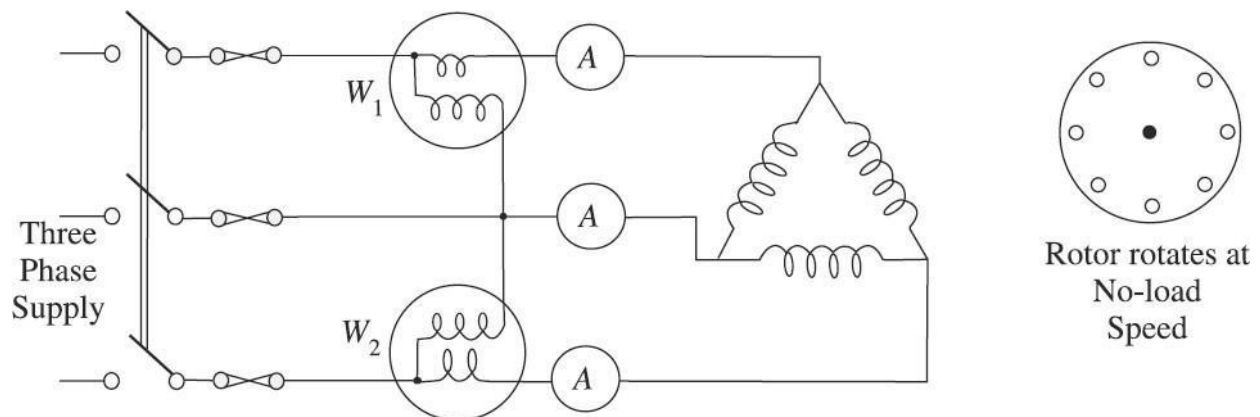 W1
A
Three
Phase
Supply
A
W2
A
Rotor rotates at
No-load
Speed